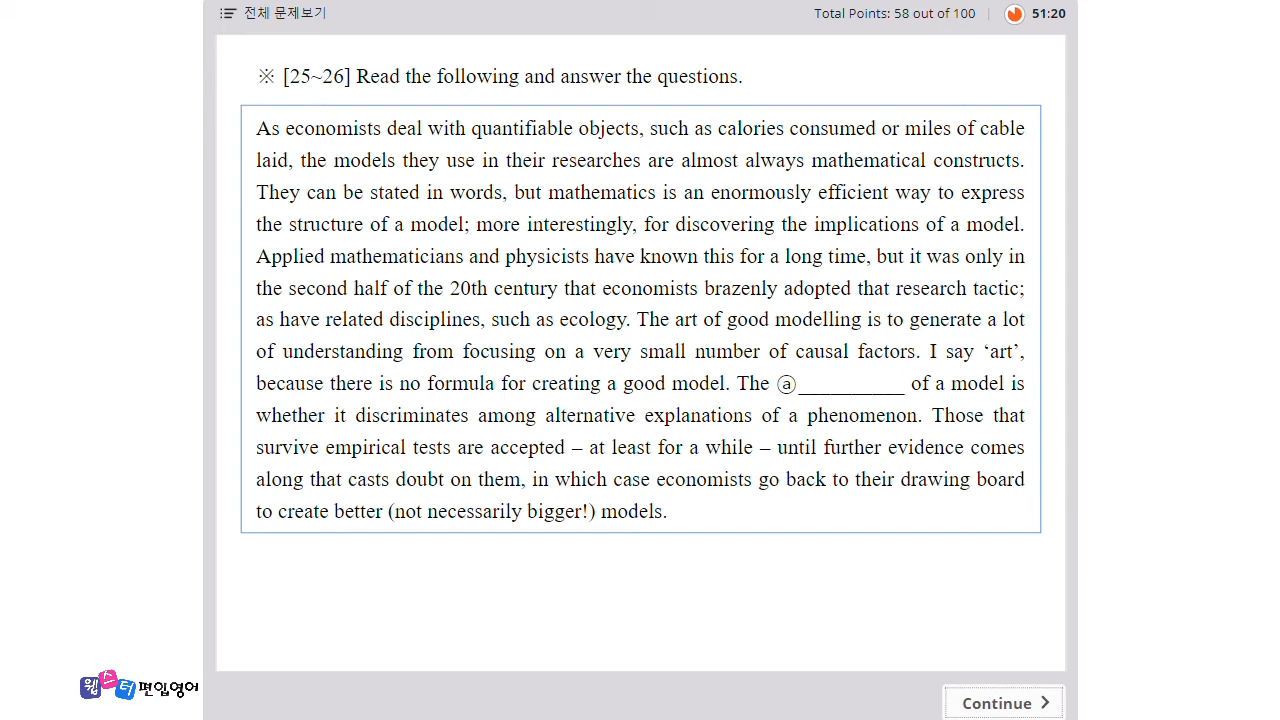 전체 문제보기
Total Points: 58 out of 100 | 51:20
※ [25~26] Read the following and answer the questions.
As economists deal with quantifiable objects, such as calories consumed or miles of cable
laid, the models they use in their researches are almost always mathematical constructs.
They can be stated in words, but mathematics is an enormously efficient way to express
the structure of a model; more interestingly, for discovering the implications of a model.
Applied mathematicians and physicists have known this for a long time, but it was only in
the second half of the 20th century that economists brazenly adopted that research tactic;
as have related disciplines, such as ecology. The art of good modelling is to generate a lot
of understanding from focusing on a very small number of causal factors. I say ‘art’,
because there is no formula for creating a good model. The ⓐ__________ of a model is
whether it discriminates among alternative explanations of a phenomenon. Those that
survive empirical tests are accepted – at least for a while – until further evidence comes
along that casts doubt on them, in which case economists go back to their drawing board
to create better (not necessarily bigger!) models.
웹스터 편입영어
Continue